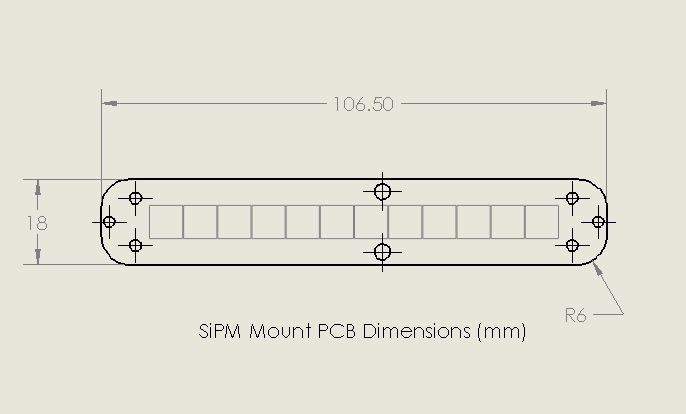 106.50
18
R6
SiPM Mount PCB Dimensions (mm)